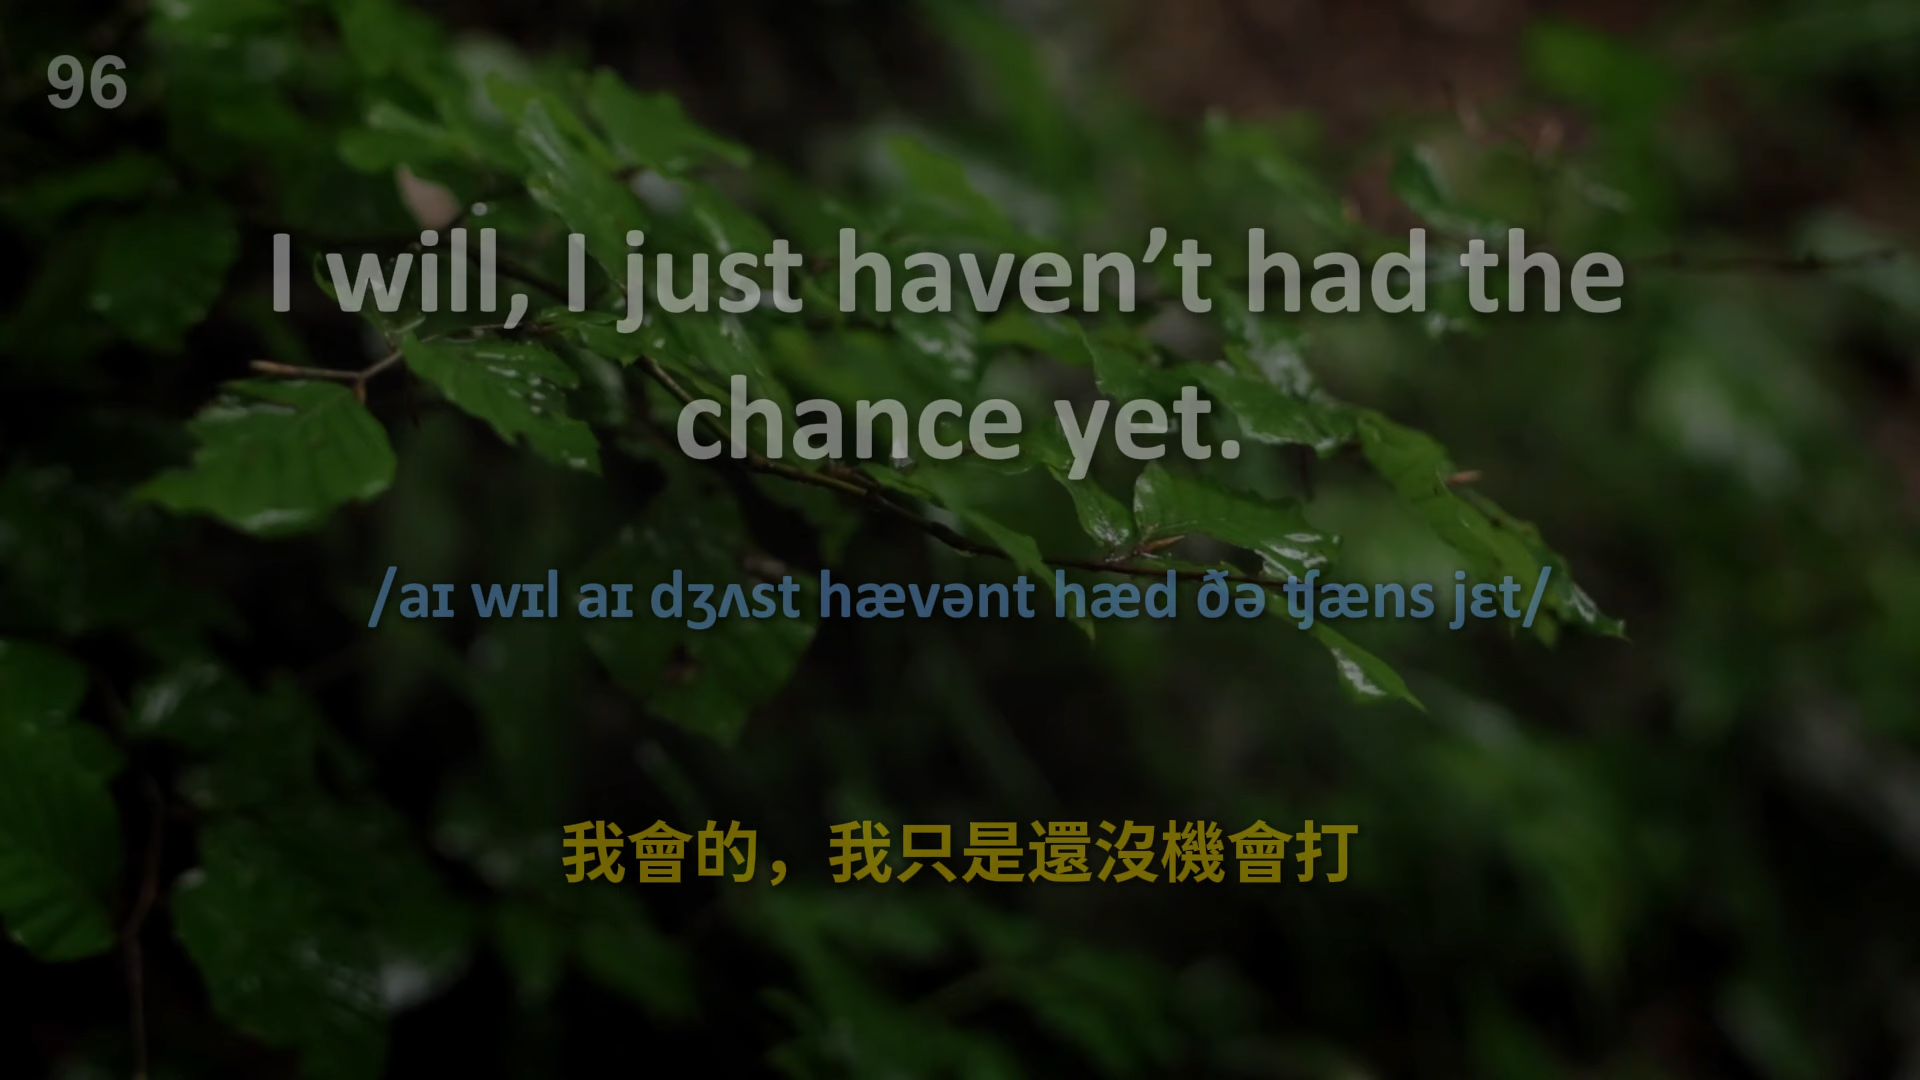 96
I will, I just haven’t had the
chance yet.
/aɪ wɪl aɪ dʒʌst hævənt hæd ðə ʧæns jɛt/
我會的，我只是還沒機會打